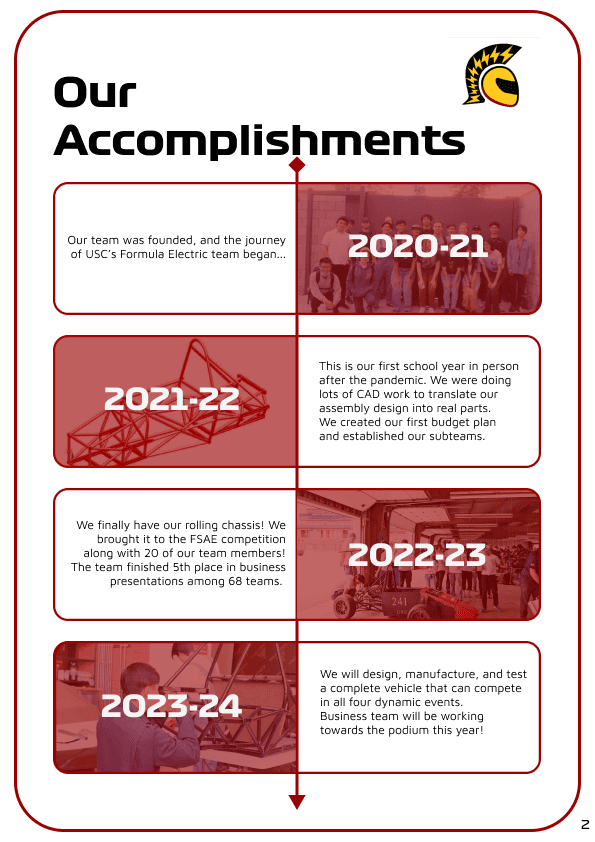 Our
Accomplishments
Our team was founded, and the journey
of USC’s Formula Electric team began...
2020-21
2021-22
This is our first school year in person
after the pandemic. We were doing
lots of CAD work to translate our
assembly design into real parts.
We created our first budget plan
and established our subteams.
We finally have our rolling chassis! We
brought it to the FSAE competition
along with 20 of our team members!
The team finished 5th place in business
presentations among 68 teams.
2022-23
241
2023-24
We will design, manufacture, and test
a complete vehicle that can compete
in all four dynamic events.
Business team will be working
towards the podium this year!
2